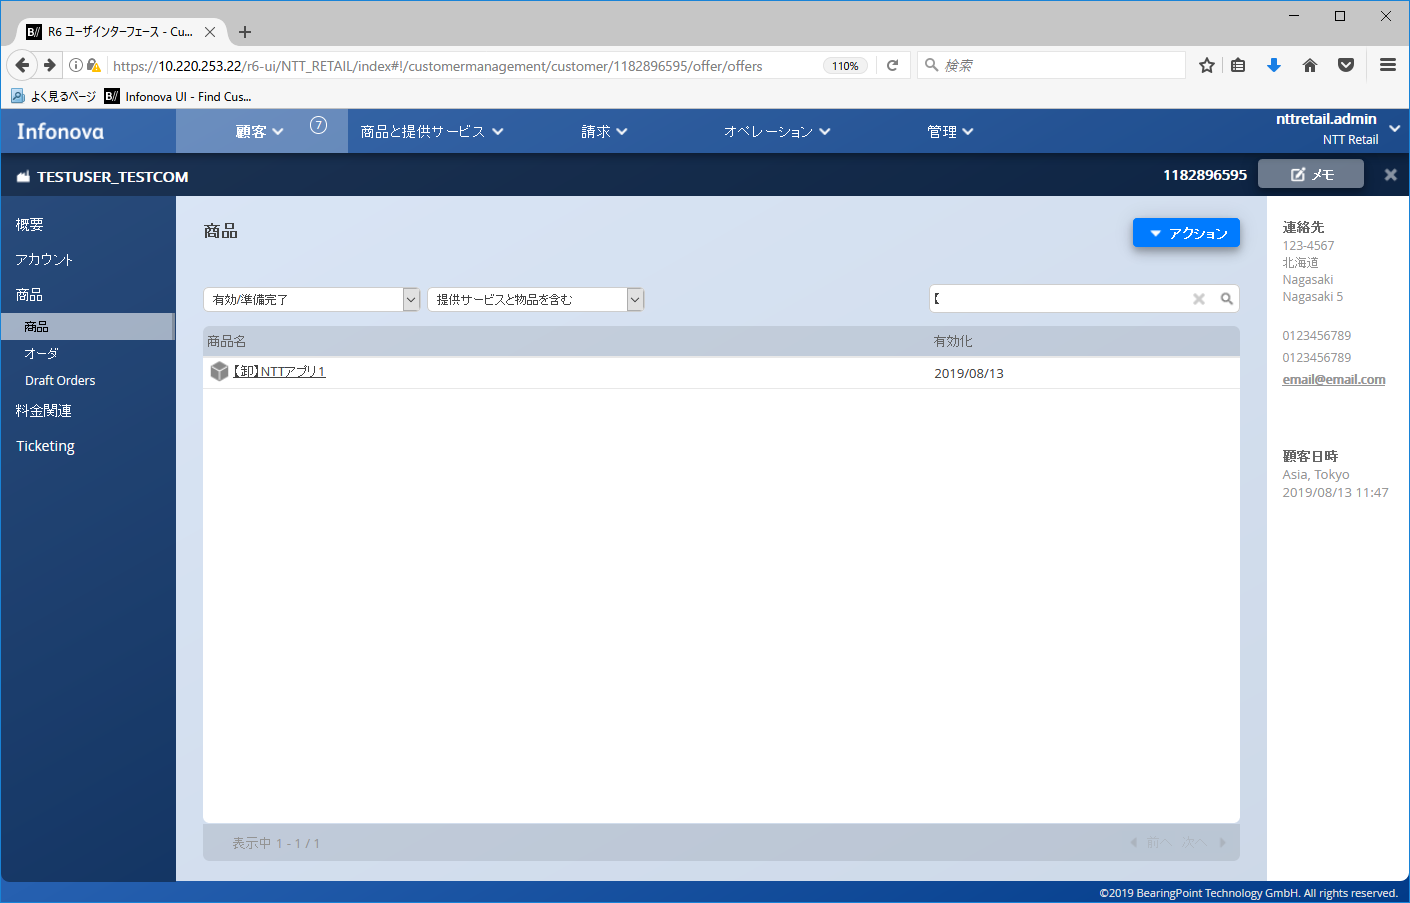 R6 ユーザインターフェース - Cu...
https://10.220.253.22/r6-ui/NTT_RETAIL/index#!/customermanagement/customer/1182896595/offer/offers
110%
検索
よく見るページ
Infonova UI - Find Cus...
Infonova
顧客
7
商品と提供サービス
請求
オペレーション
管理
nttretail.admin
NTT Retail
TESTUSER_TESTCOM
1182896595
メモ
概要
アカウント
商品
商品
オーダ
Draft Orders
料金関連
Ticketing
商品
アクション
有効/準備完了
提供サービスと物品を含む
【
商品名
有効化
【卸】NTTアプリ1
2019/08/13
表示中 1 - 1 / 1
前へ 次へ
連絡先
123-4567
北海道
Nagasaki
Nagasaki 5
0123456789
0123456789
email@email.com
顧客日時
Asia, Tokyo
2019/08/13 11:47
©2019 BearingPoint Technology GmbH. All rights reserved.